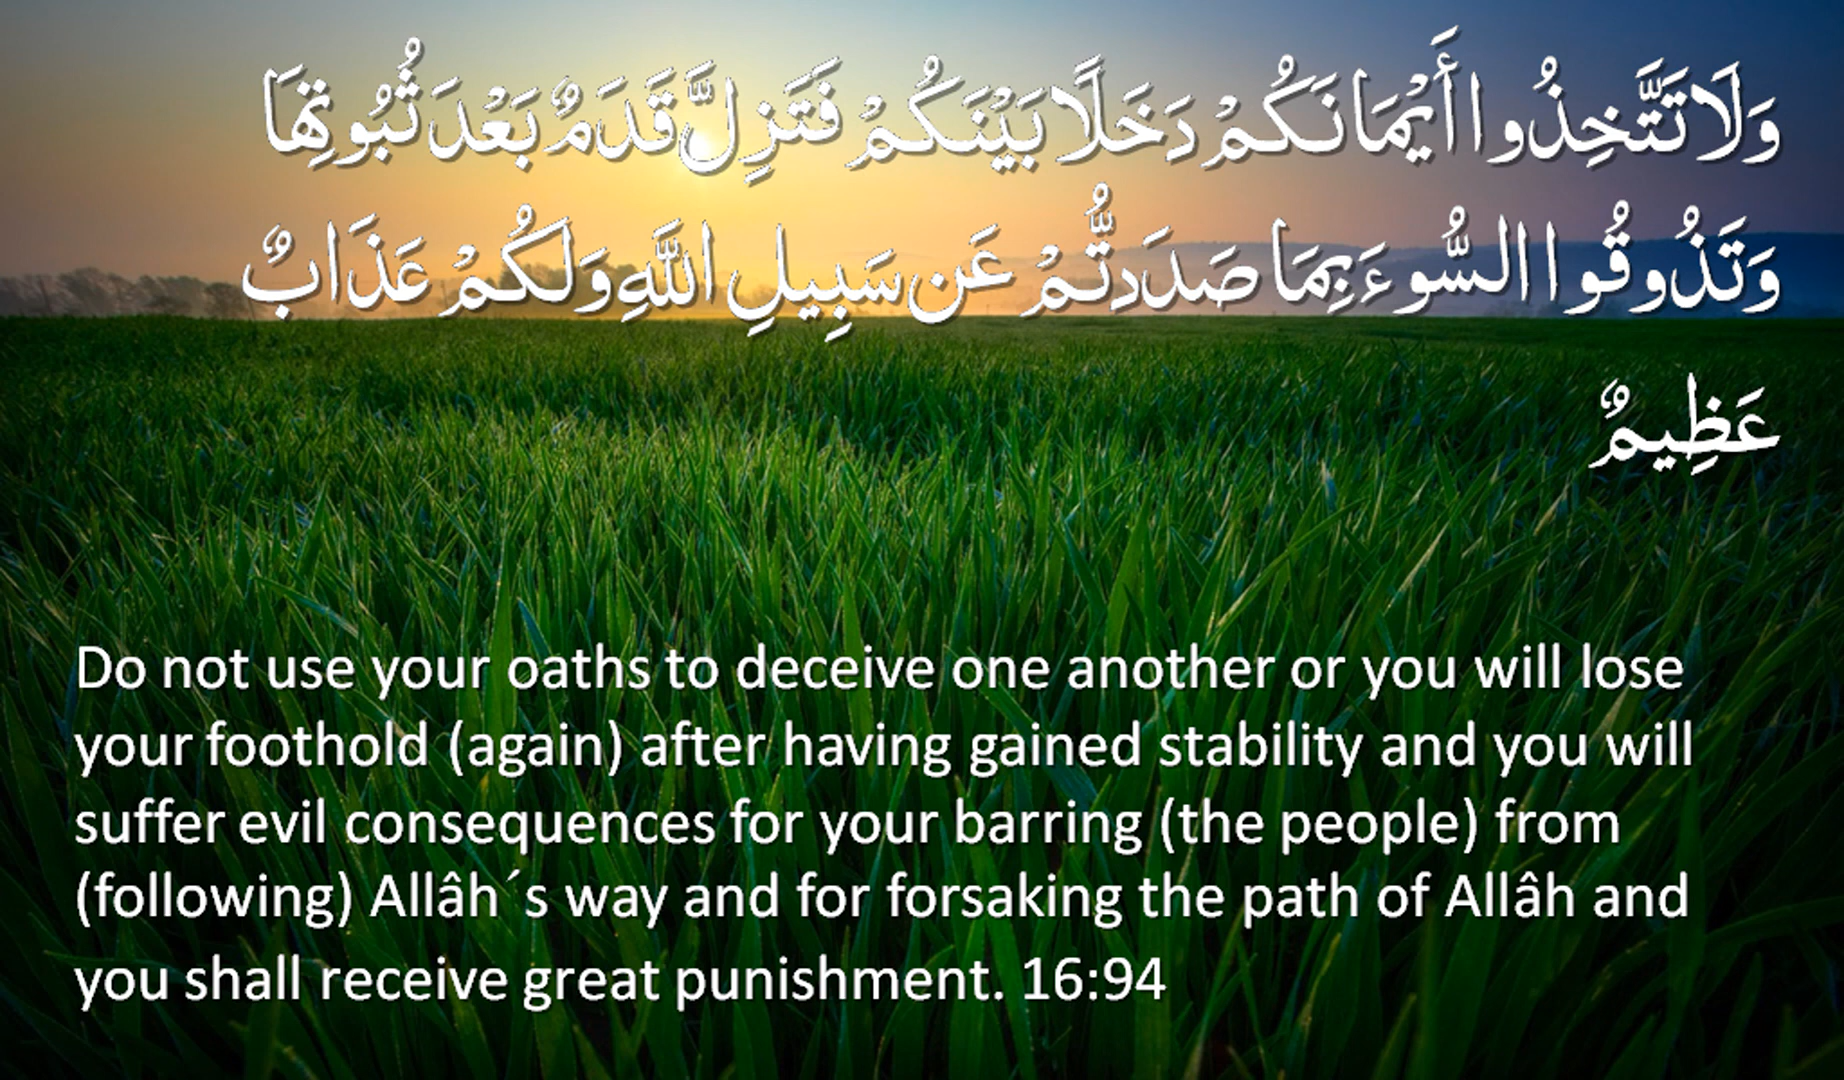 وَلَا تَتَّخِذُوا أَيْمَانَكُمْ دَخَلًا بَيْنَكُمْ فَتَزِلَّ قَدَمٌ بَعْدَ ثُبُوتِهَا
وَتَذُوقُوا السُّوءَ بِمَا صَدَدتُّمْ عَن سَبِيلِ اللَّهِ وَلَكُمْ عَذَابٌ
عَظِيمٌ
Do not use your oaths to deceive one another or you will lose
your foothold (again) after having gained stability and you will
suffer evil consequences for your barring (the people) from
(following) Allâh´s way and for forsaking the path of Allâh and
you shall receive great punishment. 16:94